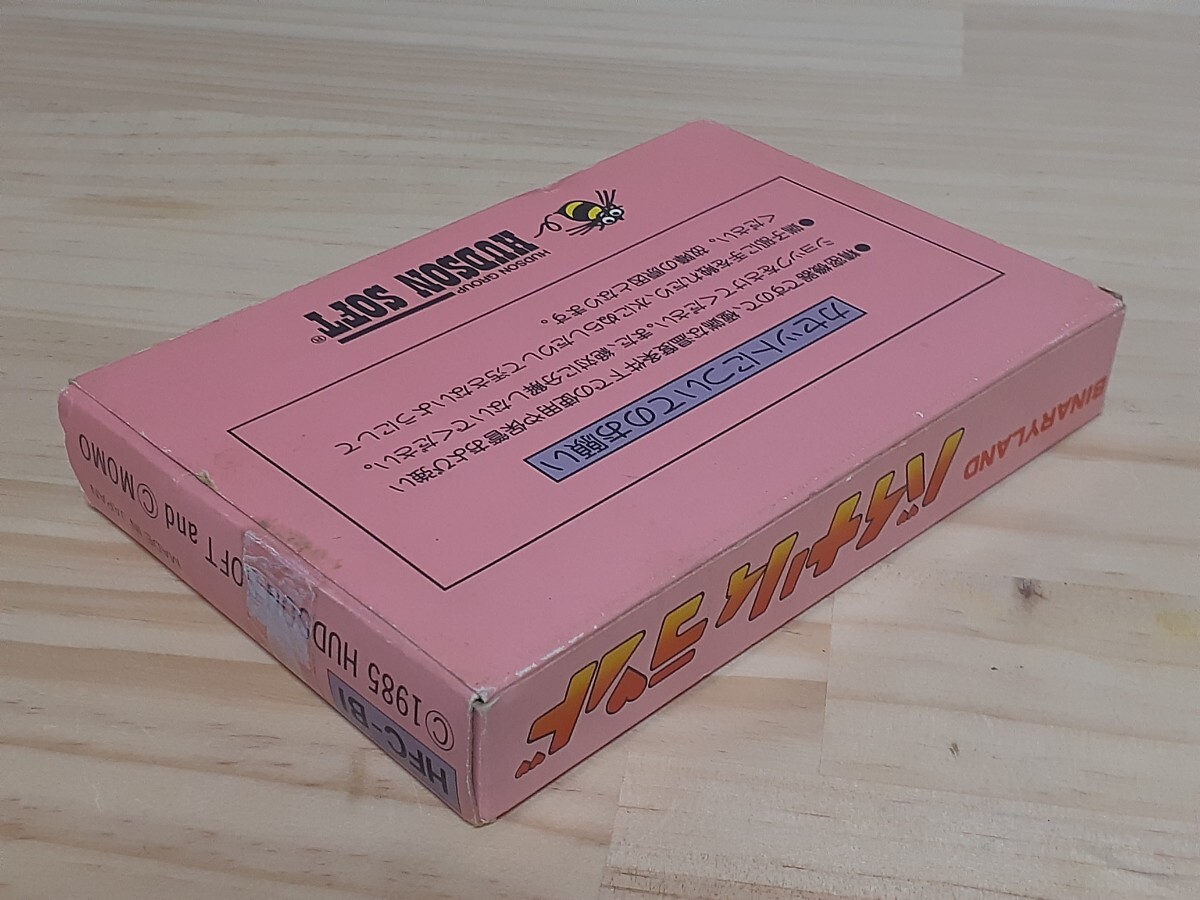 カセットについてのお願い
●精密機器ですので、極端な温度条件下での使用や保管および強い
ショックをさけてください。また、絶対に分解しないでください。
●端子部に手を触れたり、水にぬらしたりして汚さないようにして
ください。故障の原因となります。
HUDSON GROUP
HUDSON SOFT®
BINARYLAND
バイナリィランド
HFC-BI
©1985 HUDSON SOFT and ©MOMO
MADE IN JAPAN